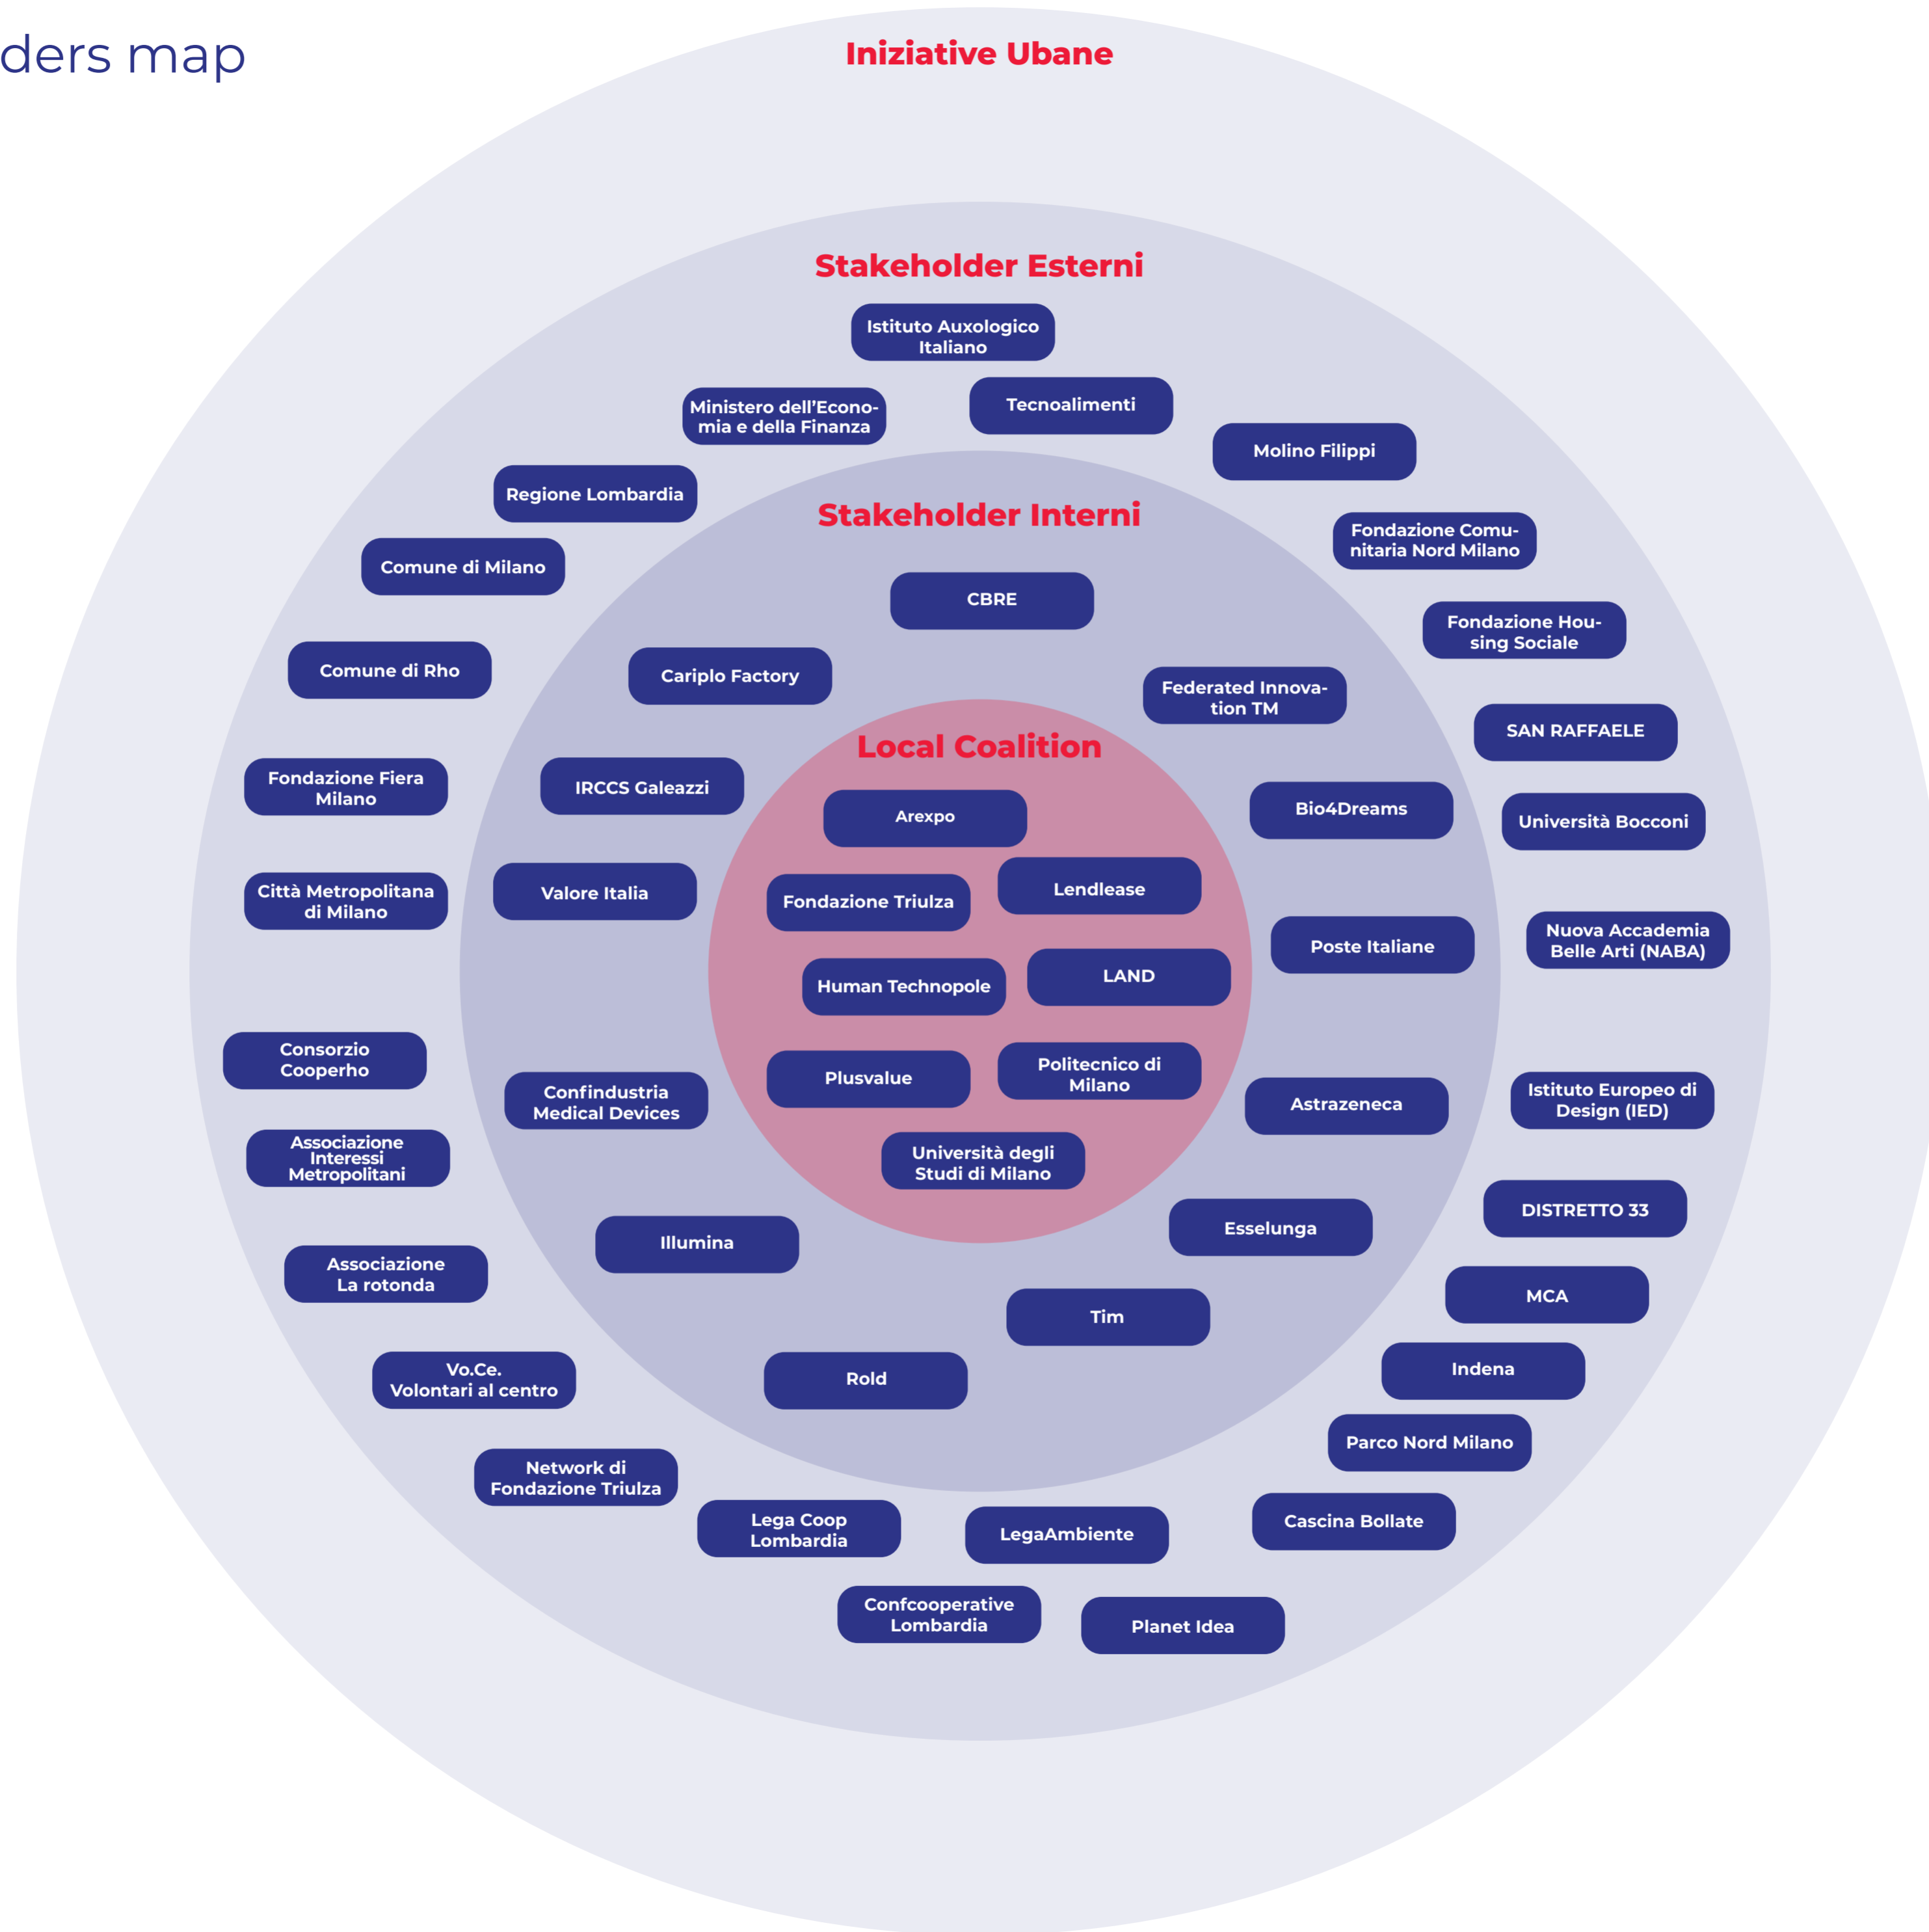 ders map
Iniziative Ubane
Stakeholder Esterni
Istituto Auxologico
Italiano
Ministero dell’Econo-
mia e della Finanza
Tecnoalimenti
Molino Filippi
Regione Lombardia
Fondazione Comu-
nitaria Nord Milano
Comune di Milano
Fondazione Hou-
sing Sociale
Comune di Rho
SAN RAFFAELE
Fondazione Fiera
Milano
Università Bocconi
Città Metropolitana
di Milano
Nuova Accademia
Belle Arti (NABA)
Consorzio
Cooperho
Istituto Europeo di
Design (IED)
Associazione
Interessi
Metropolitani
DISTRETTO 33
Associazione
La rotonda
MCA
Vo.Ce.
Volontari al centro
Indena
Parco Nord Milano
Network di
Fondazione Triulza
Lega Coop
Lombardia
LegaAmbiente
Cascina Bollate
Confcooperative
Lombardia
Planet Idea
Stakeholder Interni
CBRE
Cariplo Factory
Federated Innova-
tion TM
IRCCS Galeazzi
Bio4Dreams
Valore Italia
Poste Italiane
Confindustria
Medical Devices
Astrazeneca
Illumina
Esselunga
Tim
Rold
Local Coalition
Arexpo
Fondazione Triulza
Lendlease
Human Technopole
LAND
Plusvalue
Politecnico di
Milano
Università degli
Studi di Milano